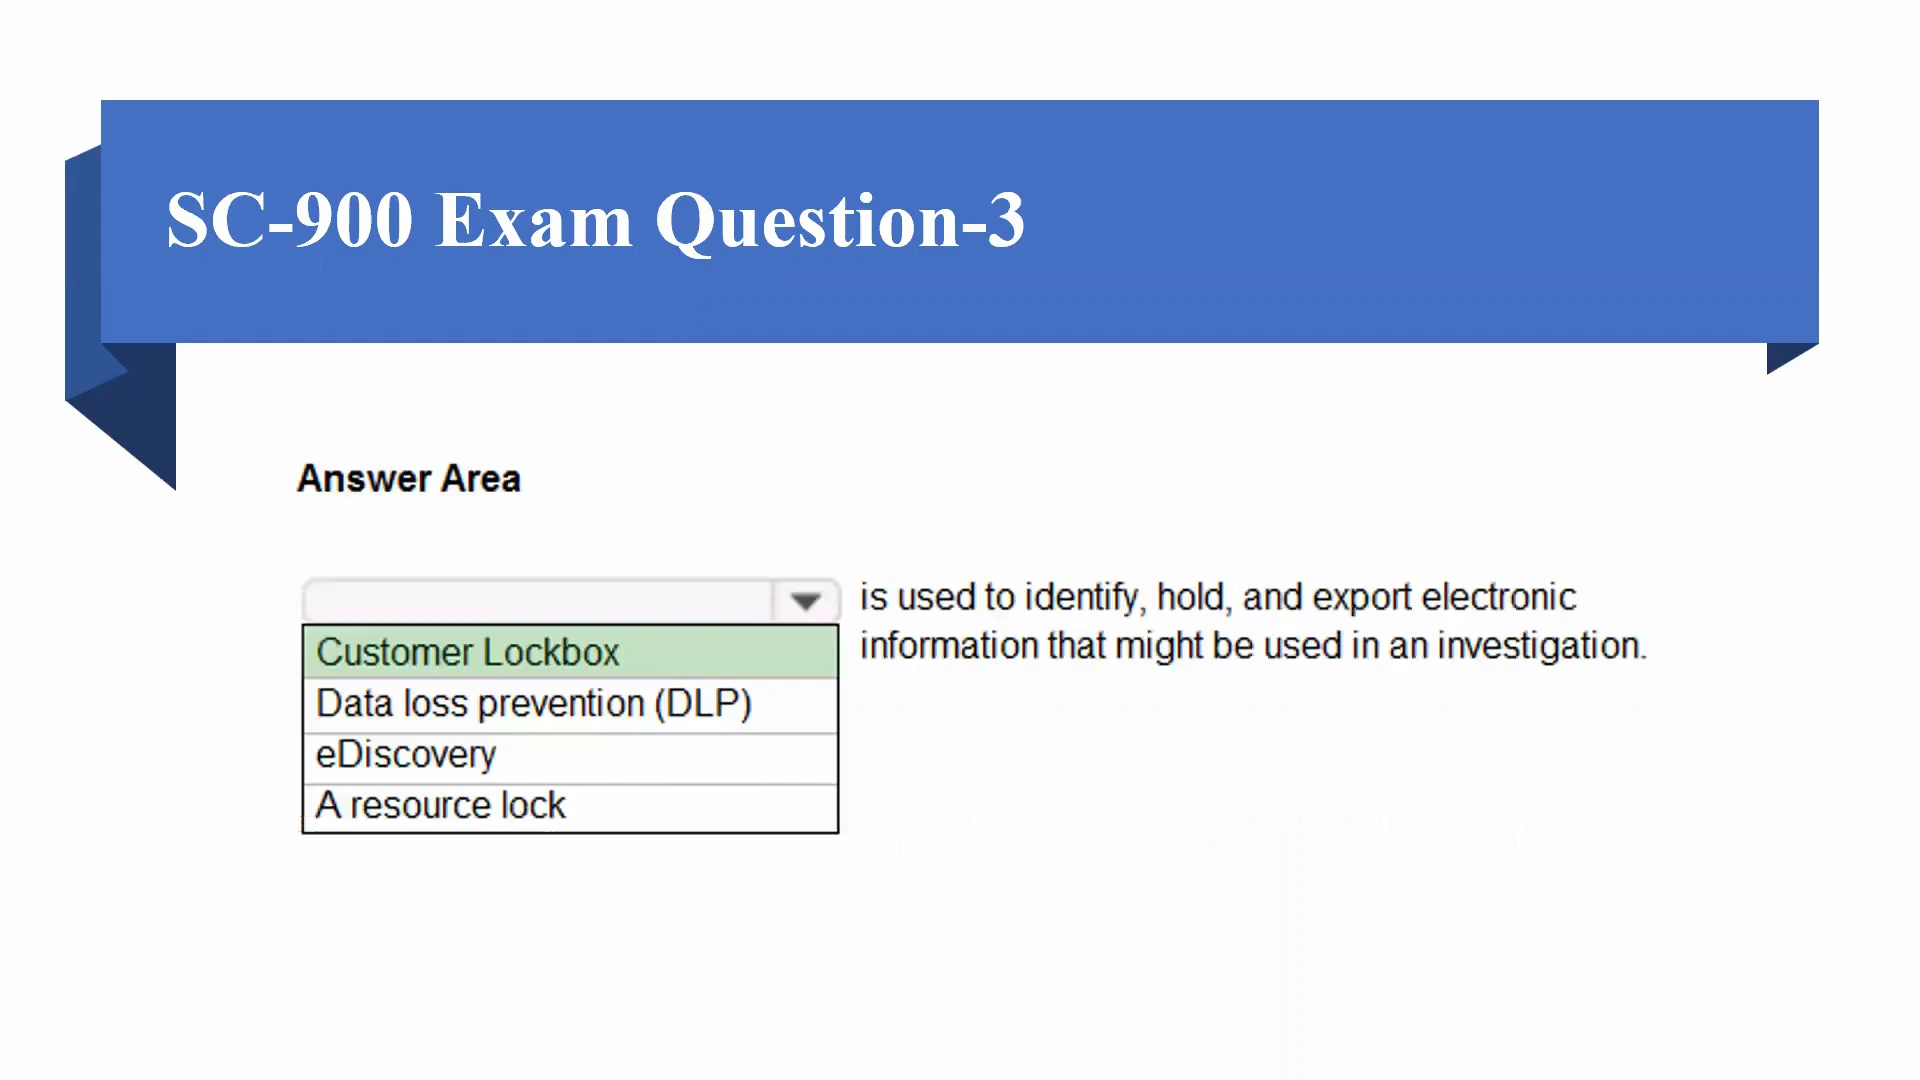 SC-900 Exam Question-3
Answer Area
is used to identify, hold, and export electronic
information that might be used in an investigation.
Customer Lockbox
Data loss prevention (DLP)
eDiscovery
A resource lock